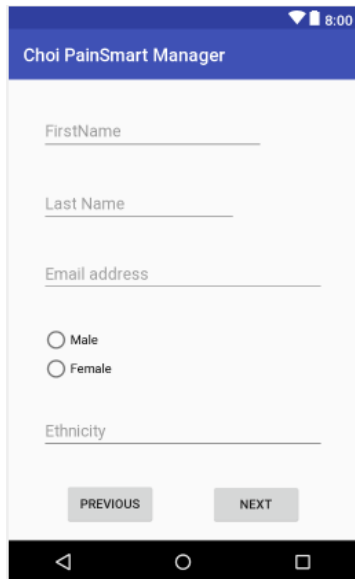 8:00
Choi PainSmart Manager
FirstName
Last Name
Email address
Male
Female
Ethnicity
PREVIOUS NEXT